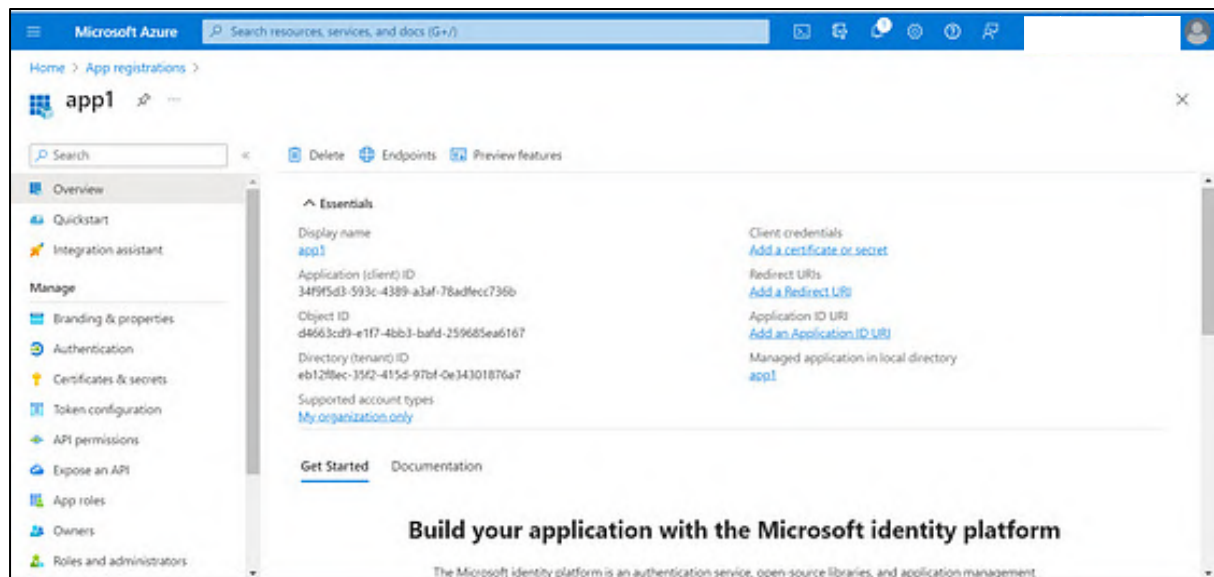 Microsoft Azure
Search resources, services, and docs (G+/)
Home > App registrations >
app1
Search
Delete
Endpoints
Preview features
Overview
Quickstart
Integration assistant
Manage
Branding & properties
Authentication
Certificates & secrets
Token configuration
API permissions
Expose an API
App roles
Owners
Roles and administrators
Essentials
Display name
app1
Application (client) ID
34f9f5d3-593c-4389-a3af-78adfecc736b
Object ID
d4663cd9-e1f7-4bb3-bafd-259685ea6167
Directory (tenant) ID
eb12f8ec-35f2-415d-97bf-0e34301876a7
Supported account types
My organization only
Client credentials
Add a certificate or secret
Redirect URIs
Add a Redirect URI
Application ID URI
Add an Application ID URI
Managed application in local directory
app1
Get Started
Documentation
Build your application with the Microsoft identity platform
The Microsoft identity platform is an authentication service, open-source libraries, and application management